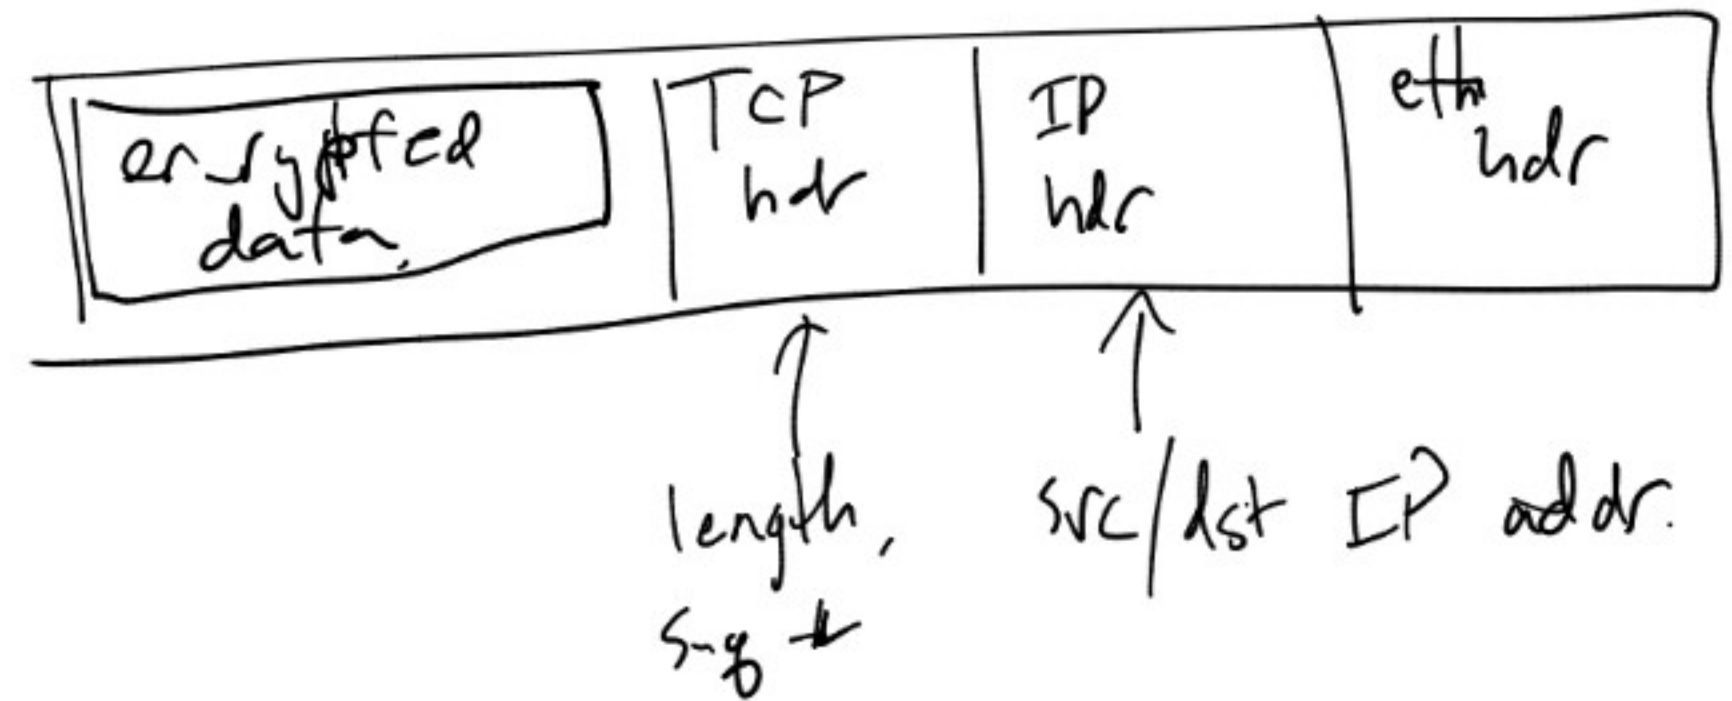 encrypted
data
TCP
hdr
IP
hdr
eth
hdr
length,
src/dst IP addr.
seq #